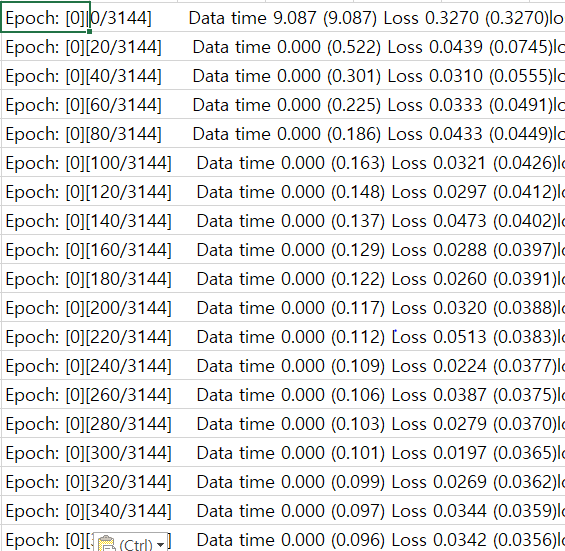 Epoch: [0][0/3144] Data time 9.087 (9.087) Loss 0.3270 (0.3270)lo
Epoch: [0][20/3144] Data time 0.000 (0.522) Loss 0.0439 (0.0745)lo
Epoch: [0][40/3144] Data time 0.000 (0.301) Loss 0.0310 (0.0555)lo
Epoch: [0][60/3144] Data time 0.000 (0.225) Loss 0.0333 (0.0491)lo
Epoch: [0][80/3144] Data time 0.000 (0.186) Loss 0.0433 (0.0449)lo
Epoch: [0][100/3144] Data time 0.000 (0.163) Loss 0.0321 (0.0426)lo
Epoch: [0][120/3144] Data time 0.000 (0.148) Loss 0.0297 (0.0412)lo
Epoch: [0][140/3144] Data time 0.000 (0.137) Loss 0.0473 (0.0402)lo
Epoch: [0][160/3144] Data time 0.000 (0.129) Loss 0.0288 (0.0397)lo
Epoch: [0][180/3144] Data time 0.000 (0.122) Loss 0.0260 (0.0391)lo
Epoch: [0][200/3144] Data time 0.000 (0.117) Loss 0.0320 (0.0388)lo
Epoch: [0][220/3144] Data time 0.000 (0.112) Loss 0.0513 (0.0383)lo
Epoch: [0][240/3144] Data time 0.000 (0.109) Loss 0.0224 (0.0377)lo
Epoch: [0][260/3144] Data time 0.000 (0.106) Loss 0.0387 (0.0375)lo
Epoch: [0][280/3144] Data time 0.000 (0.103) Loss 0.0279 (0.0370)lo
Epoch: [0][300/3144] Data time 0.000 (0.101) Loss 0.0197 (0.0365)lo
Epoch: [0][320/3144] Data time 0.000 (0.099) Loss 0.0269 (0.0362)lo
Epoch: [0][340/3144] Data time 0.000 (0.097) Loss 0.0344 (0.0359)lo
Epoch: [0][ (Ctrl) ] Data time 0.000 (0.096) Loss 0.0342 (0.0356)lo